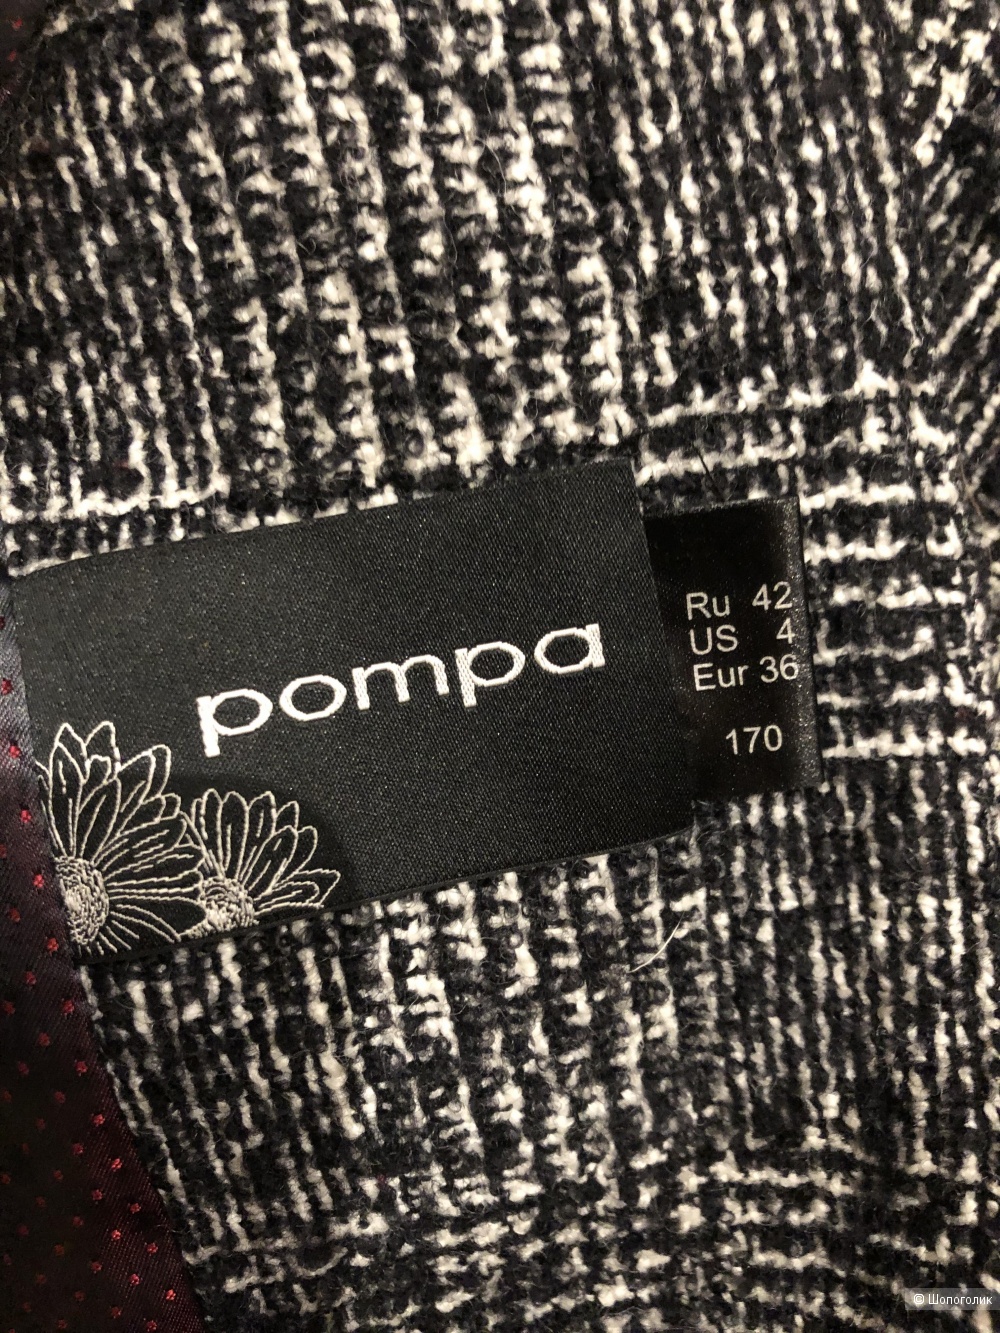 pompa
Ru 42
US 4
Eur 36
170
© Шопоголик